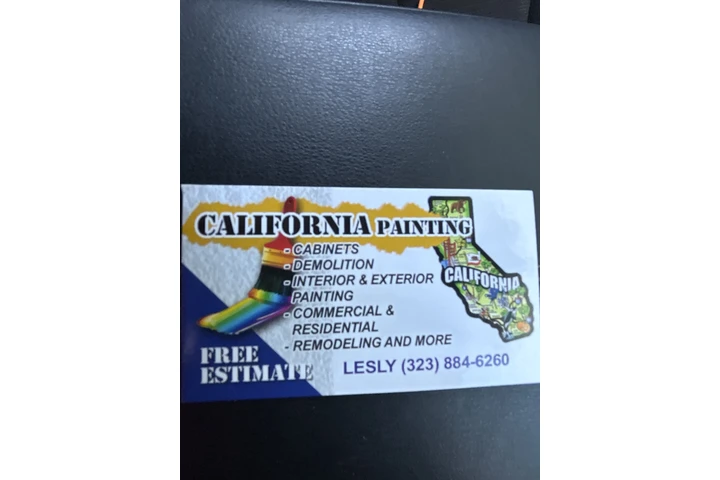 CALIFORNIA PAINTING
- CABINETS
- DEMOLITION
- INTERIOR & EXTERIOR
PAINTING
- COMMERCIAL &
RESIDENTIAL
- REMODELING AND MORE
CALIFORNIA
FREE
ESTIMATE
LESLY (323) 884-6260